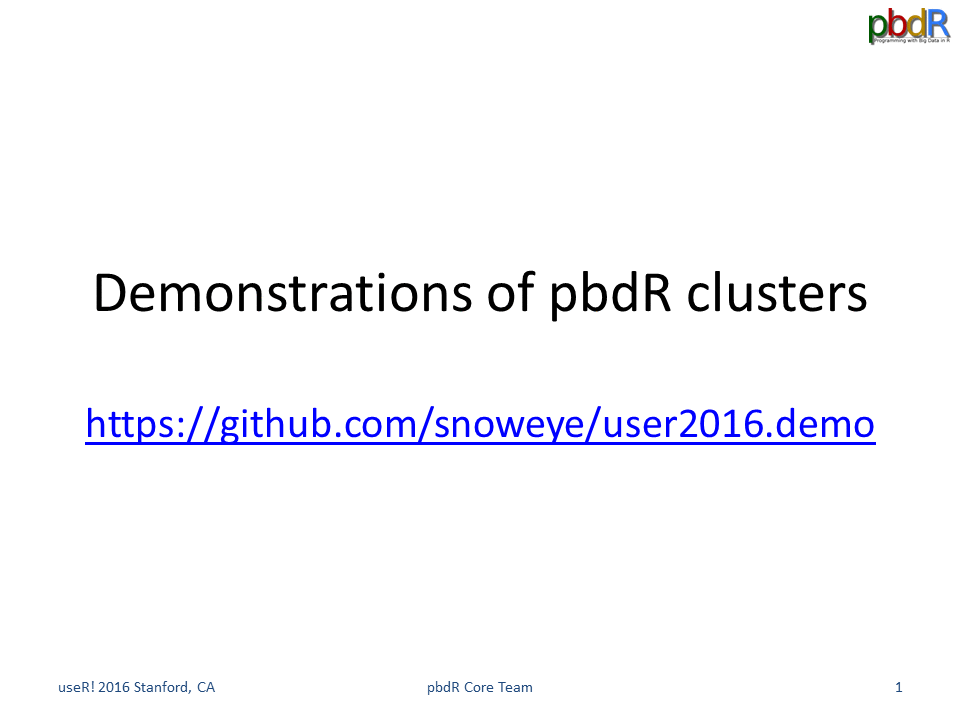 pbdR
Programming with Big Data in R
Demonstrations of pbdR clusters
https://github.com/snoweye/user2016.demo
useR! 2016 Stanford, CA
pbdR Core Team
1